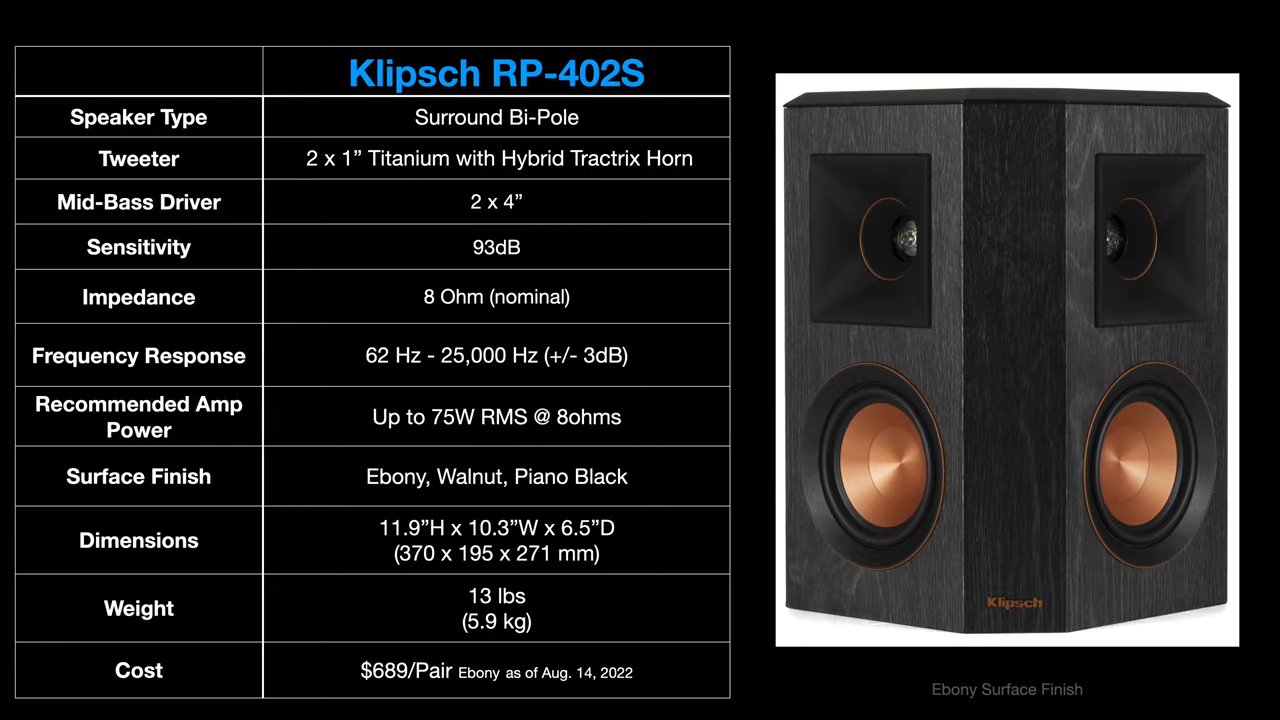 Klipsch RP-402S
Speaker Type Surround Bi-Pole
Tweeter 2 x 1” Titanium with Hybrid Tractrix Horn
Mid-Bass Driver 2 x 4”
Sensitivity 93dB
Impedance 8 Ohm (nominal)
Frequency Response 62 Hz - 25,000 Hz (+/- 3dB)
Recommended Amp
Power
Up to 75W RMS @ 8ohms
Surface Finish Ebony, Walnut, Piano Black
Dimensions
11.9”H x 10.3”W x 6.5”D
(370 x 195 x 271 mm)
Weight
13 lbs
(5.9 kg)
Cost $689/Pair Ebony as of Aug. 14, 2022
Klipsch
Ebony Surface Finish